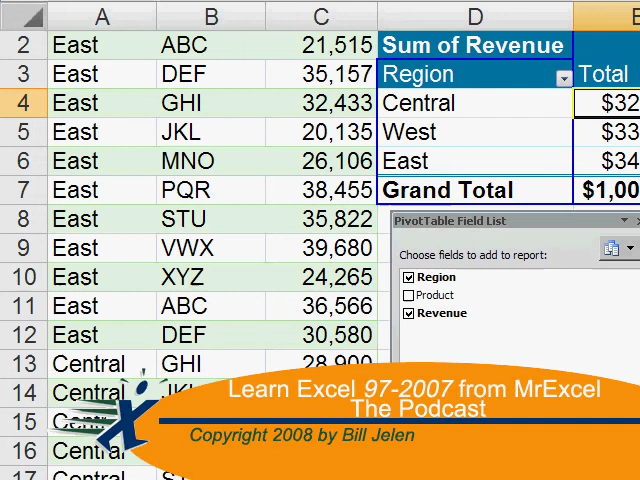 A B C D E
2 East ABC 21,515 Sum of Revenue
3 East DEF 35,157 Region Total
4 East GHI 32,433 Central $32
5 East JKL 20,135 West $33
6 East MNO 26,106 East $34
7 East PQR 38,455 Grand Total $1,00
8 East STU 35,822
PivotTable Field List
9 East VWX 39,680
Choose fields to add to report:
10 East XYZ 24,265
Region
Product
11 East ABC 36,566
Revenue
12 East DEF 30,580
13 Central GHI 28,900
14 Central
Learn Excel 97-2007 from MrExcel
The Podcast
15 Central
Copyright 2008 by Bill Jelen
16 Central
17 Central